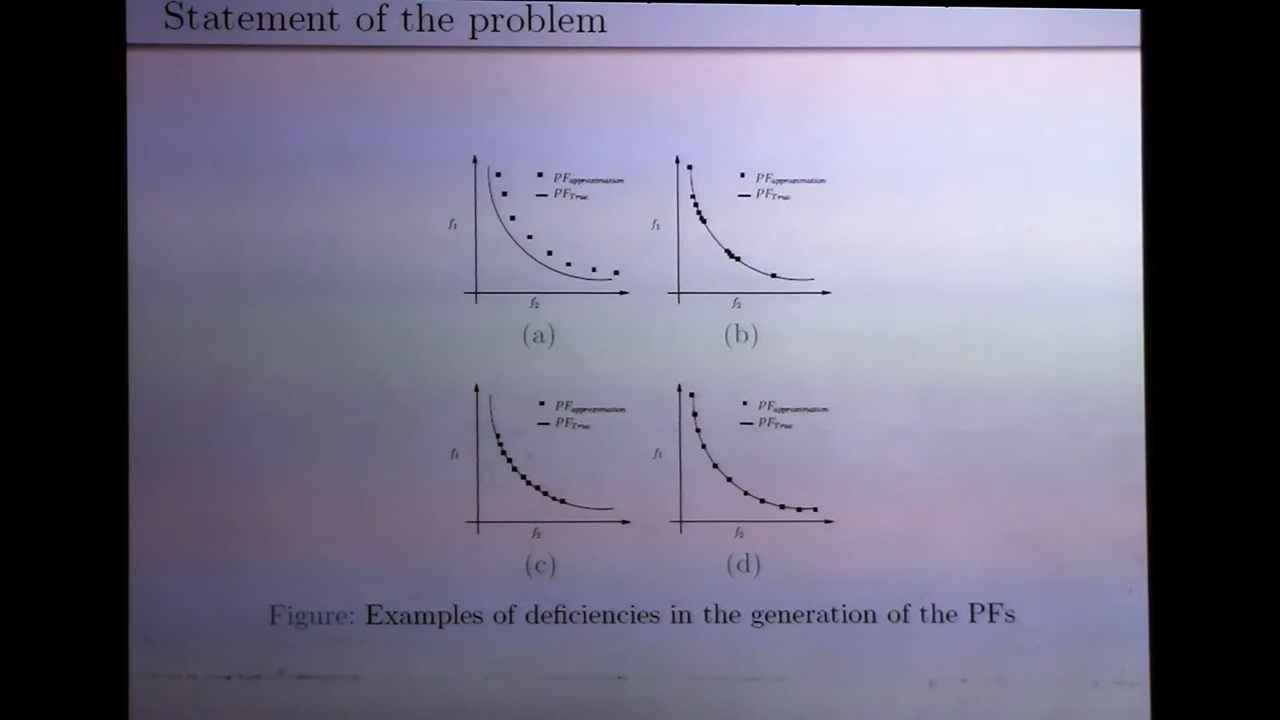 Statement of the problem
PFapproximation
PFTrue
f1
f2
(a)
PFapproximation
PFTrue
f1
f2
(b)
PFapproximation
PFTrue
f1
f2
(c)
PFapproximation
PFTrue
f1
f2
(d)
Figure: Examples of deficiencies in the generation of the PFs